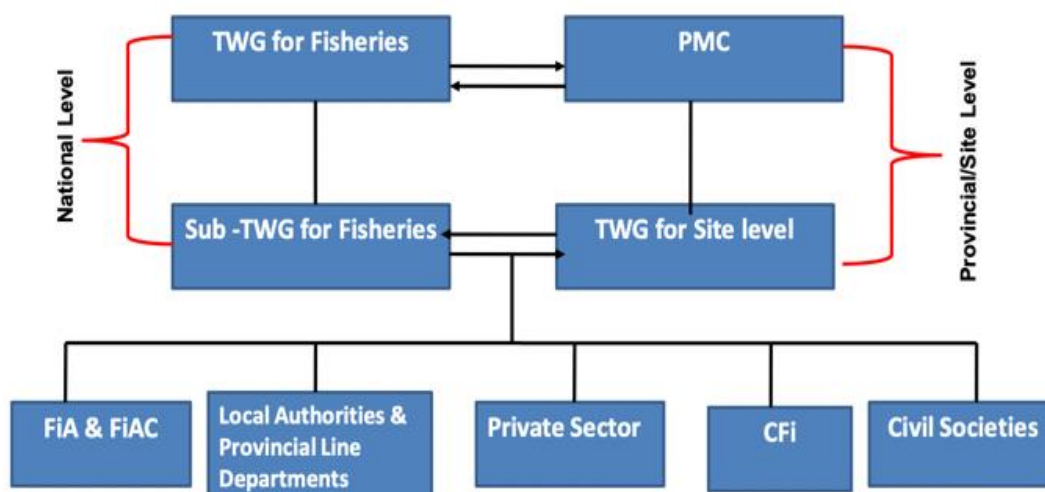 TWG for Fisheries
PMC
National Level
Provincial/Site Level
Sub -TWG for Fisheries
TWG for Site level
FiA & FiAC
Local Authorities &
Provincial Line
Departments
Private Sector
CFi
Civil Societies